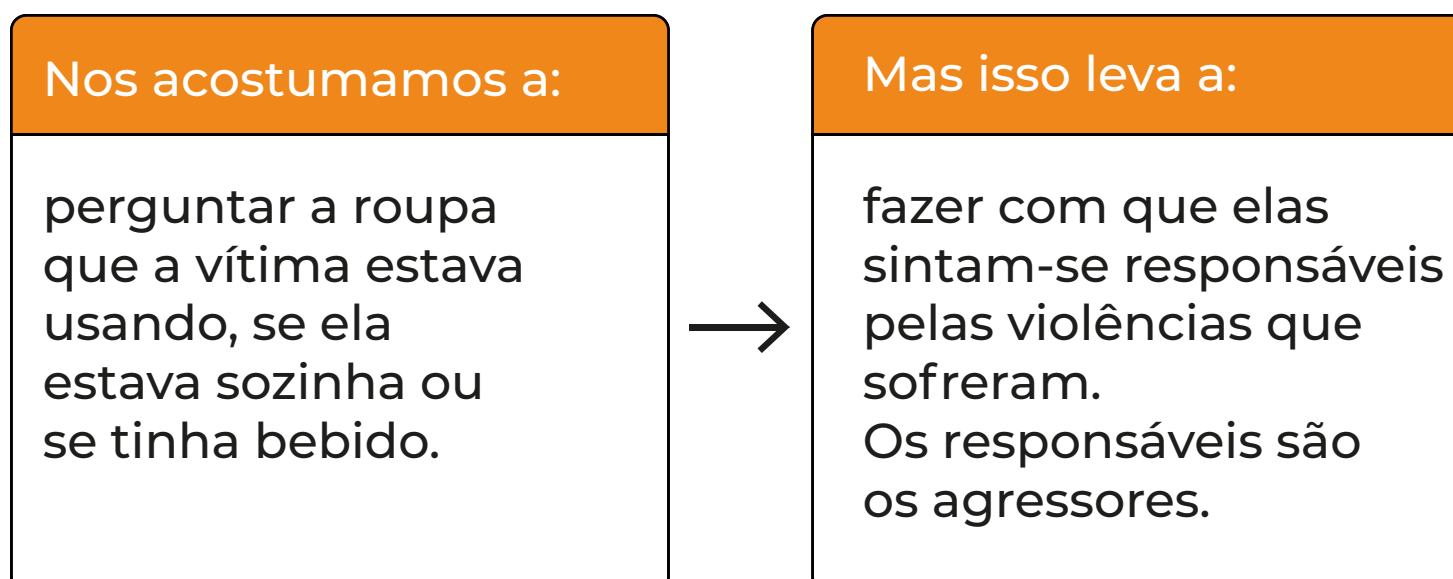 Nos acostumamos a:
perguntar a roupa
que a vítima estava
usando, se ela
estava sozinha ou
se tinha bebido.
Mas isso leva a:
fazer com que elas
sintam-se responsáveis
pelas violências que
sofreram.
Os responsáveis são
os agressores.